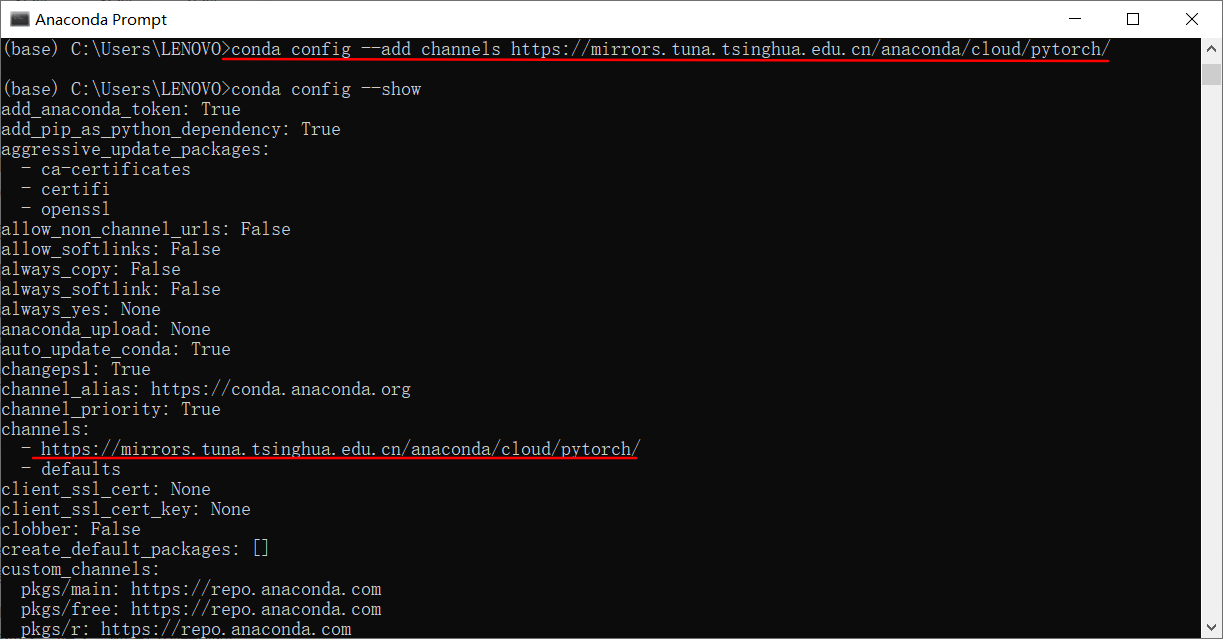 Anaconda Prompt
(base) C:\Users\LENOVO>conda config --add channels https://mirrors.tuna.tsinghua.edu.cn/anaconda/cloud/pytorch/
(base) C:\Users\LENOVO>conda config --show
add_anaconda_token: True
add_pip_as_python_dependency: True
aggressive_update_packages:
  - ca-certificates
  - certifi
  - openssl
allow_non_channel_urls: False
allow_softlinks: False
always_copy: False
always_softlink: False
always_yes: None
anaconda_upload: None
auto_update_conda: True
changeps1: True
channel_alias: https://conda.anaconda.org
channel_priority: True
channels:
  - https://mirrors.tuna.tsinghua.edu.cn/anaconda/cloud/pytorch/
  - defaults
client_ssl_cert: None
client_ssl_cert_key: None
clobber: False
create_default_packages: []
custom_channels:
  pkgs/main: https://repo.anaconda.com
  pkgs/free: https://repo.anaconda.com
  pkgs/r: https://repo.anaconda.com